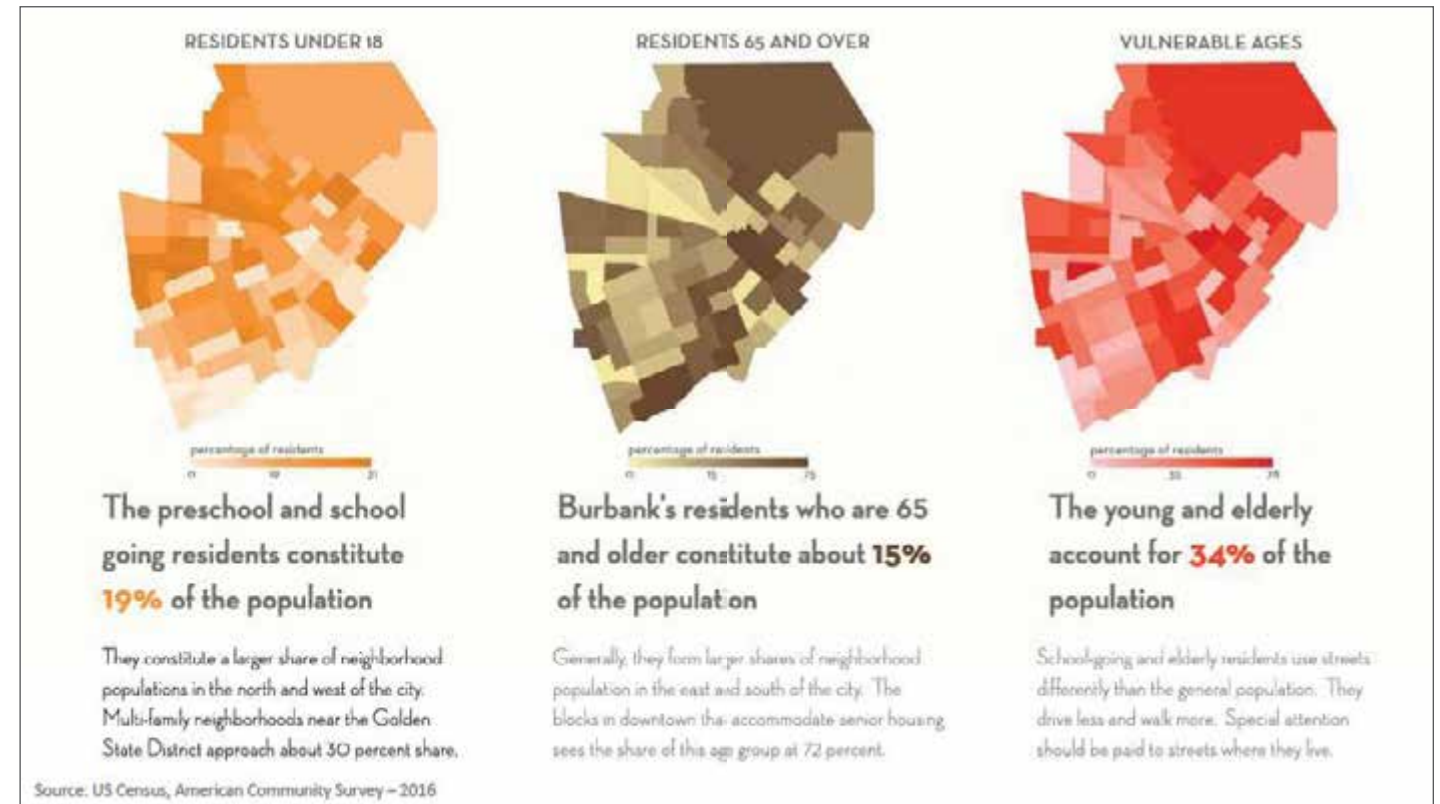 RESIDENTS UNDER 18
percentage of residents
0 19
The preschool and school
going residents constitute
19% of the population
They constitute a larger share of neighborhood
populations in the north and west of the city.
Multi-family neighborhoods near the Golden
State District approach about 30 percent share.
RESIDENTS 65 AND OVER
percentage of residents
0 15
Burbank's residents who are 65
and older constitute about 15%
of the populat on
Generally, they form larger shares of neighborhood
population in the east and south of the city. The
blocks in downtown that accommodate senior housing
sees the share of this age group at 72 percent.
VULNERABLE AGES
percentage of residents
0
The young and elderly
account for 34% of the
population
School-going and elderly residents use streets
differently than the general population. They
drive less and walk more. Special attention
should be paid to streets where they live.
Source: US Census, American Community Survey – 2016